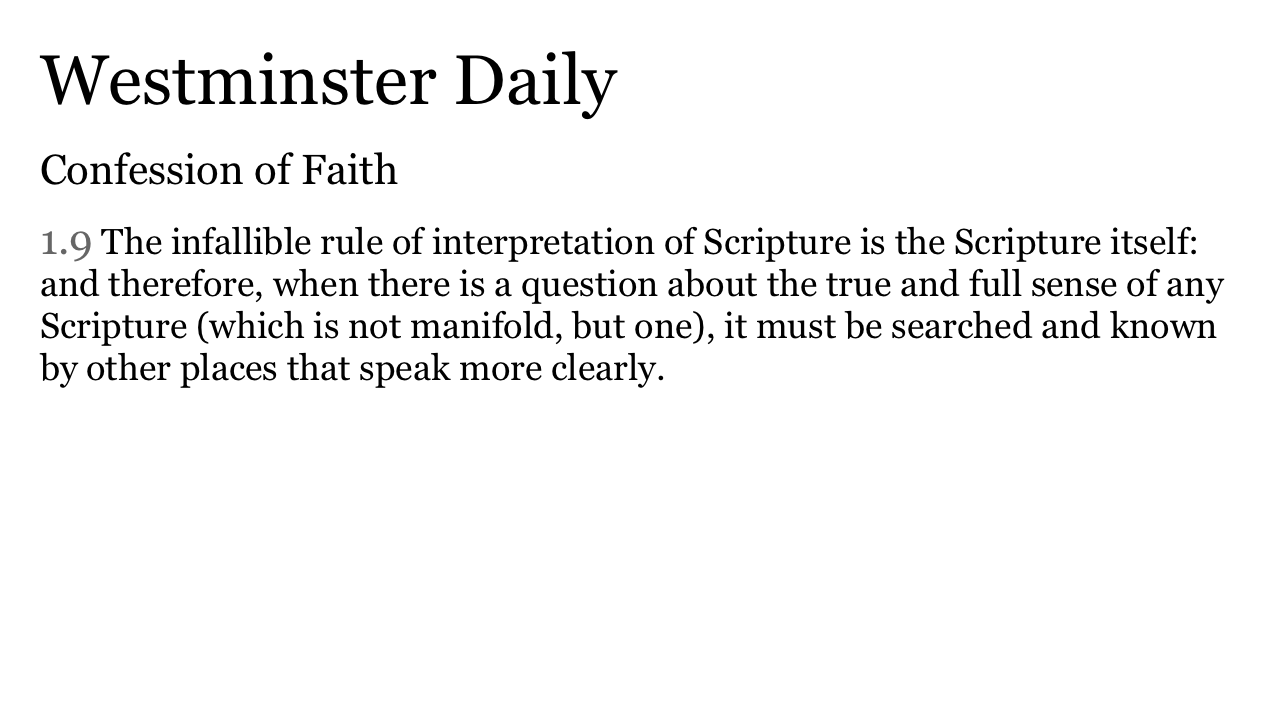 Westminster Daily
Confession of Faith
1.9 The infallible rule of interpretation of Scripture is the Scripture itself:
and therefore, when there is a question about the true and full sense of any
Scripture (which is not manifold, but one), it must be searched and known
by other places that speak more clearly.